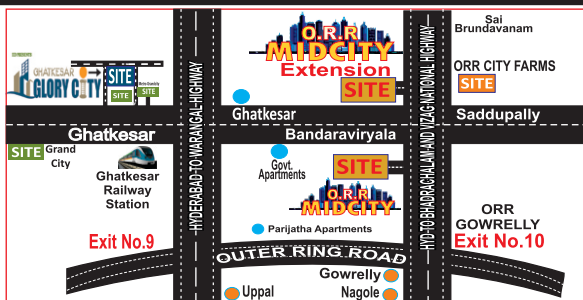 Sai
Brundavanam
O.R.R
MIDCITY
Extension
SITE
ORR CITY FARMS
SITE
GHATKESAR
GLORY CITY
SITE
SITE
SITE
HYDERABAD-TO-WARANGAL-HIGHWAY
HYD-TO-BHADRACHALAM AND VIZAG-NATIONAL-HIGHWAY
Ghatkesar
Saddupally
Ghatkesar
Bandaraviryala
SITE
Grand
City
Ghatkesar
Railway
Station
Govt.
Apartments
SITE
O.R.R
MIDCITY
Parijatha Apartments
Exit No.9
ORR
GOWRELLY
Exit No.10
OUTER RING ROAD
Gowrelly
Uppal
Nagole